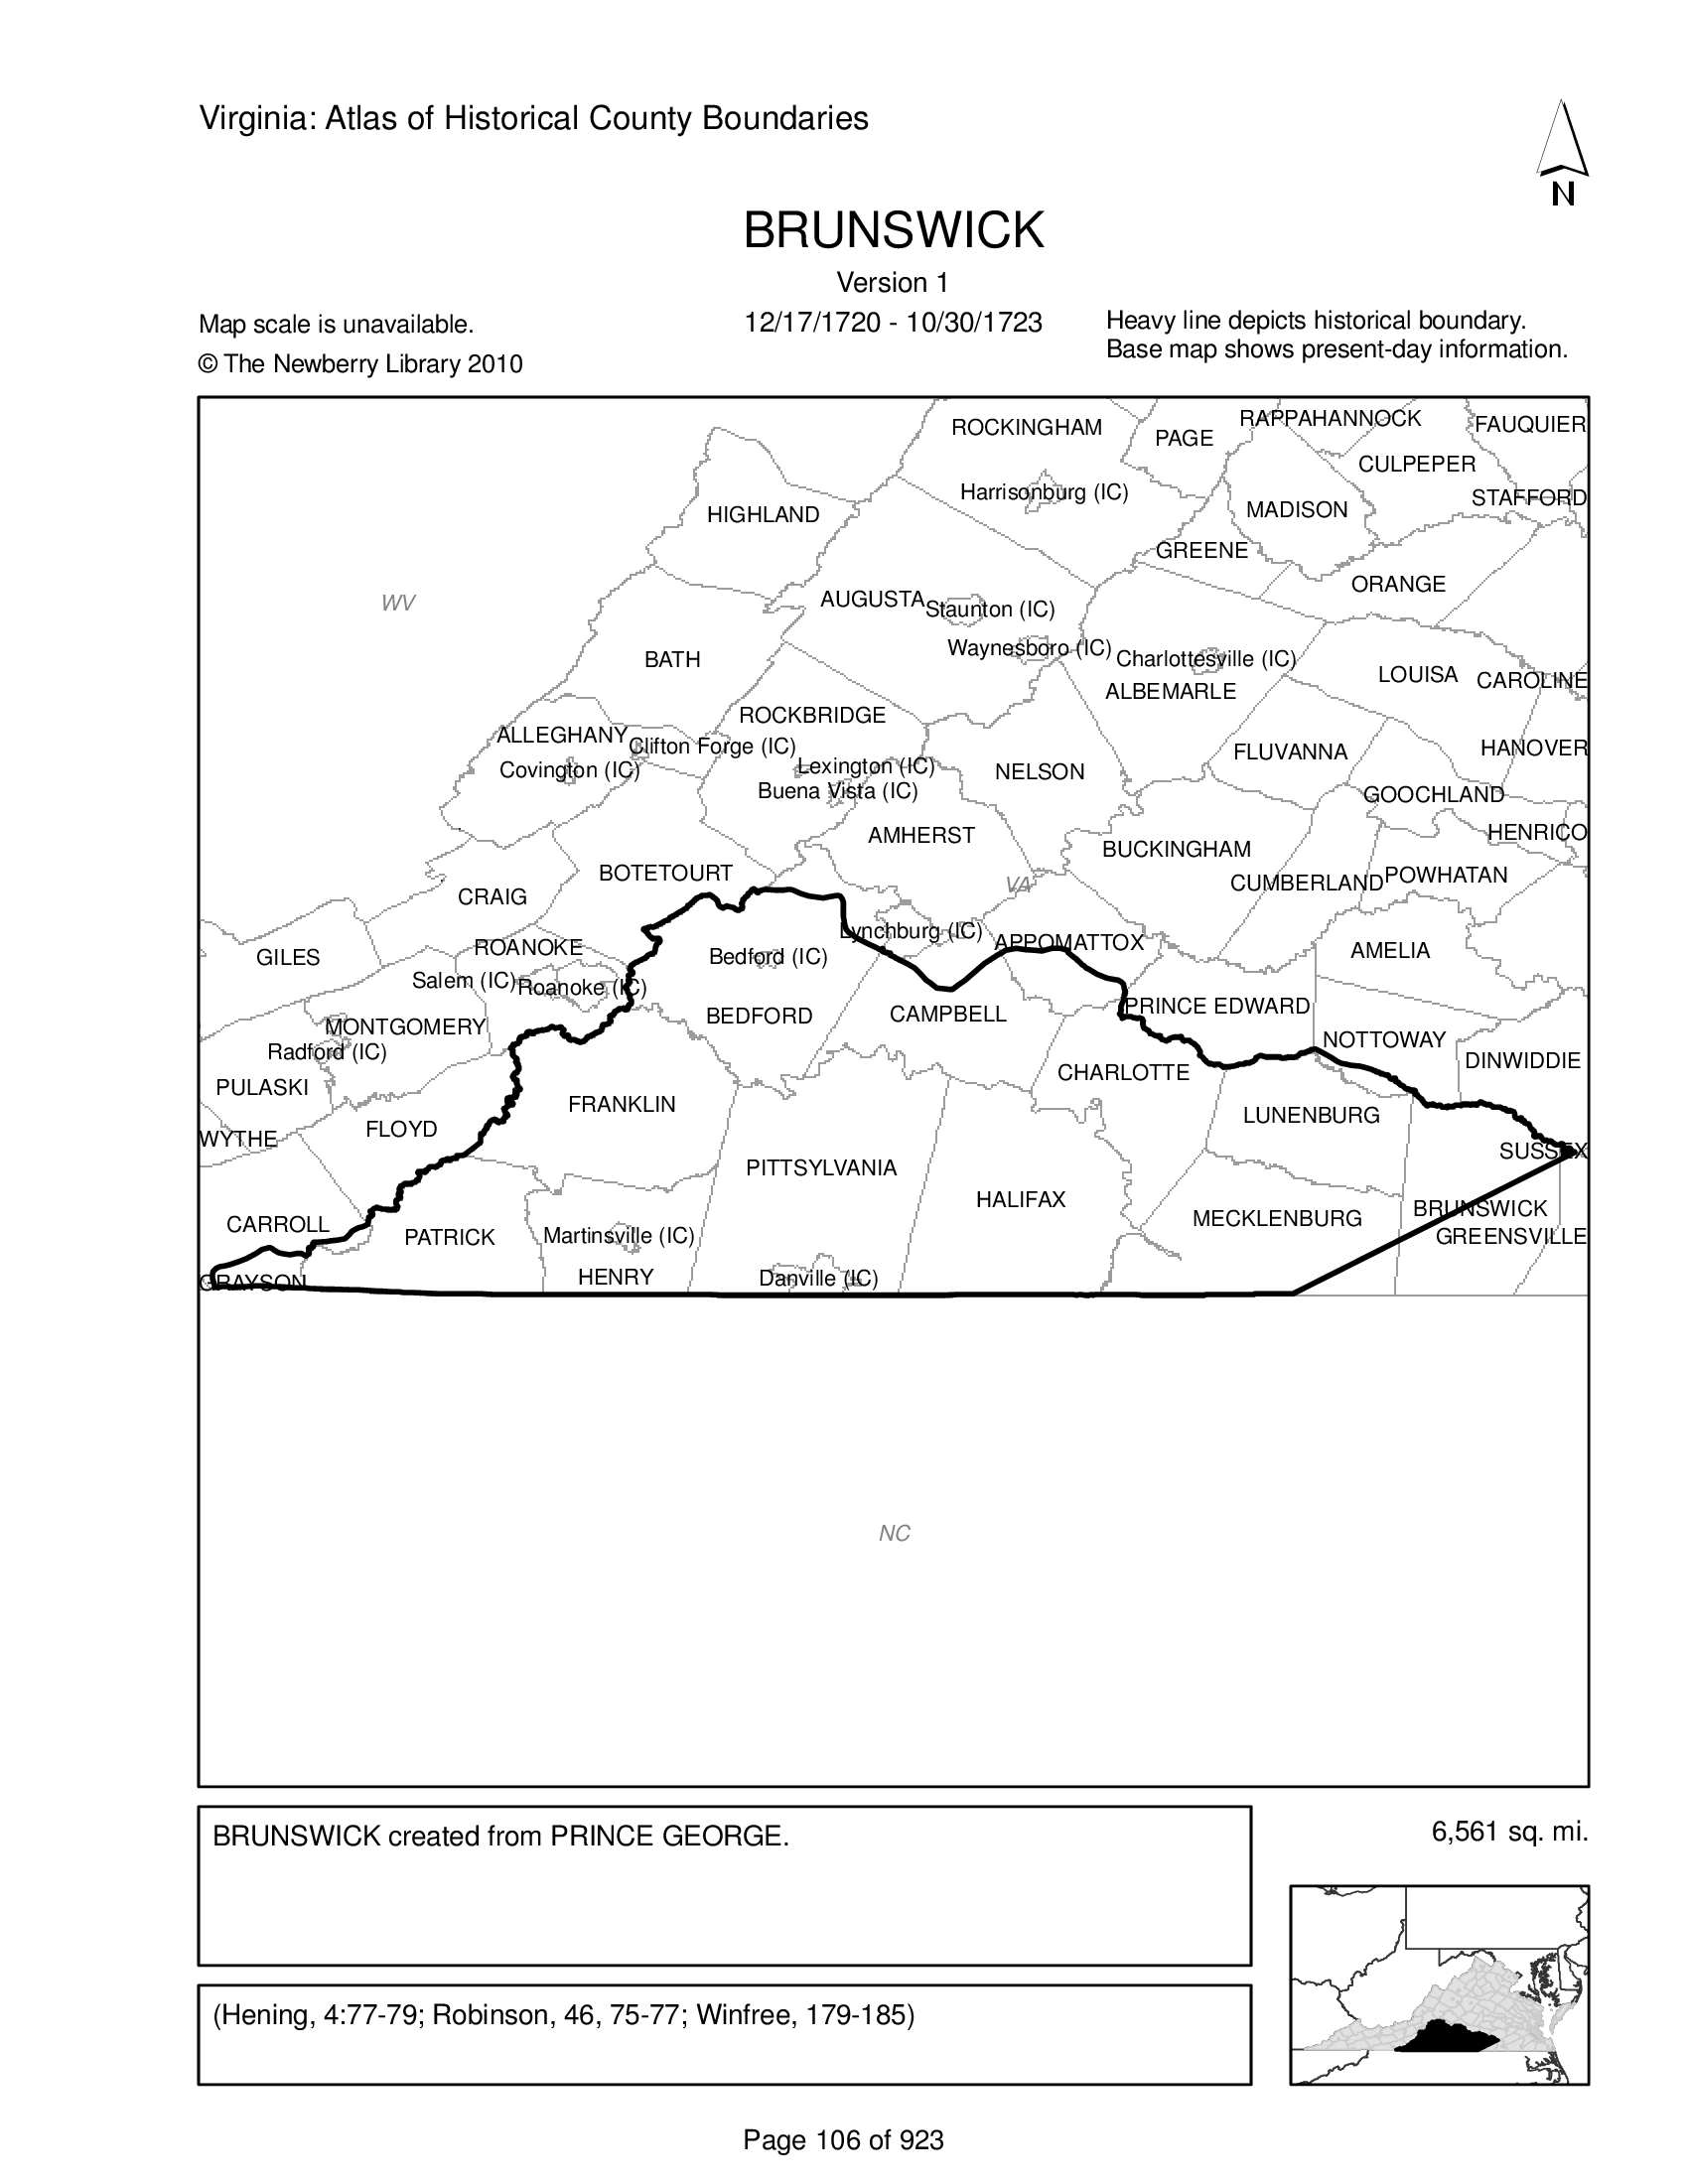 Virginia: Atlas of Historical County Boundaries
N
BRUNSWICK
Version 1
12/17/1720 - 10/30/1723
Map scale is unavailable.
© The Newberry Library 2010
Heavy line depicts historical boundary.
Base map shows present-day information.
ROCKINGHAM
PAGE
RAPPAHANNOCK
FAUQUIER
CULPEPER
Harrisonburg (IC)
STAFFORD
HIGHLAND
MADISON
GREENE
ORANGE
WV
AUGUSTA
Staunton (IC)
Waynesboro (IC)
Charlottesville (IC)
BATH
LOUISA
CAROLINE
ALBEMARLE
ROCKBRIDGE
ALLEGHANY
Clifton Forge (IC)
FLUVANNA
HANOVER
Covington (IC)
Lexington (IC)
NELSON
Buena Vista (IC)
GOOCHLAND
AMHERST
HENRICO
BUCKINGHAM
BOTETOURT
VA
CUMBERLAND
POWHATAN
CRAIG
Lynchburg (IC)
APPOMATTOX
ROANOKE
GILES
Bedford (IC)
AMELIA
Salem (IC)
Roanoke (IC)
BEDFORD
CAMPBELL
PRINCE EDWARD
MONTGOMERY
NOTTOWAY
Radford (IC)
DINWIDDIE
PULASKI
CHARLOTTE
FRANKLIN
LUNENBURG
WYTHE
FLOYD
SUSSEX
PITTSYLVANIA
HALIFAX
BRUNSWICK
MECKLENBURG
CARROLL
PATRICK
Martinsville (IC)
GREENSVILLE
GRAYSON
HENRY
Danville (IC)
NC
BRUNSWICK created from PRINCE GEORGE.
6,561 sq. mi.
(Hening, 4:77-79; Robinson, 46, 75-77; Winfree, 179-185)
Page 106 of 923